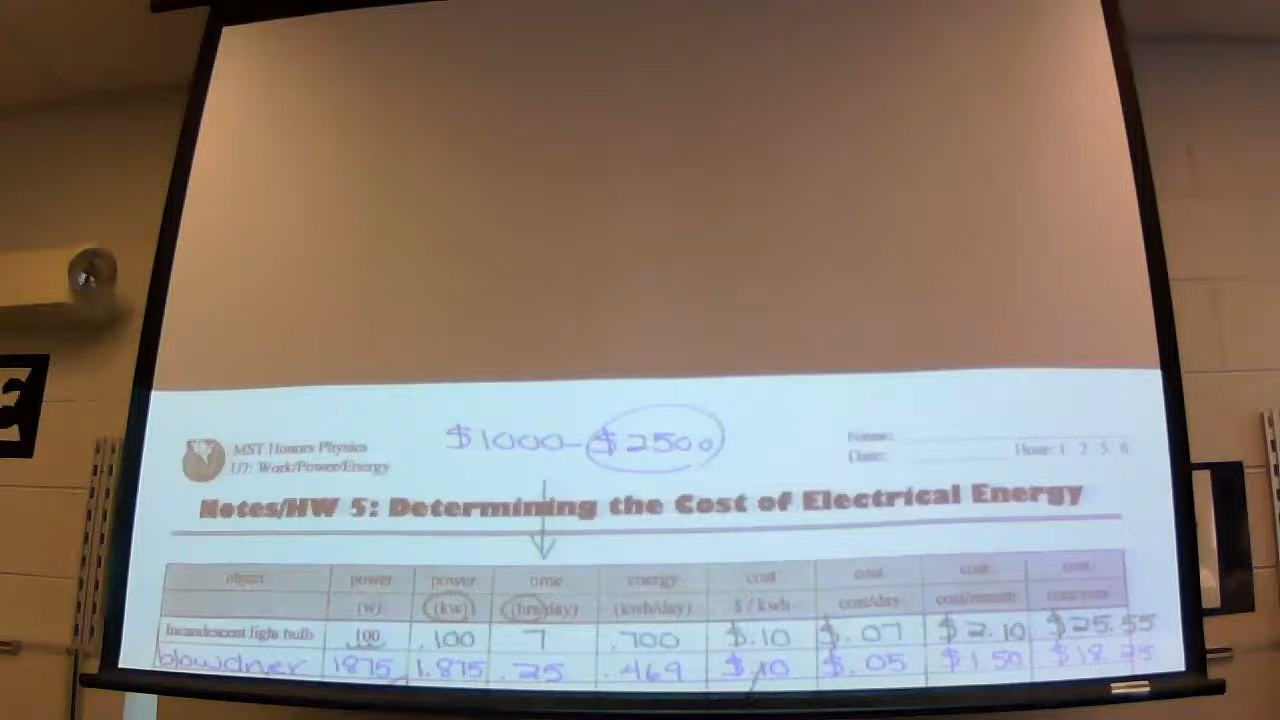 $1000-$2500
MST Honors Physics
U7: Work/Power/Energy
Name:
Date:
Hour: 1 2 5 6
Notes/HW 5: Determining the Cost of Electrical Energy
object power power time energy cost cost cost cost
(w) (kw) (hrs/day) (kwh/day) $ / kwh cost/day cost/month cost/year
Incandescent light bulb 100 .100 7 .700 $.10 $.07 $2.10 $25.55
blowdrier 1875 1.875 .25 .469 $.10 $.05 $1.50 $18.25